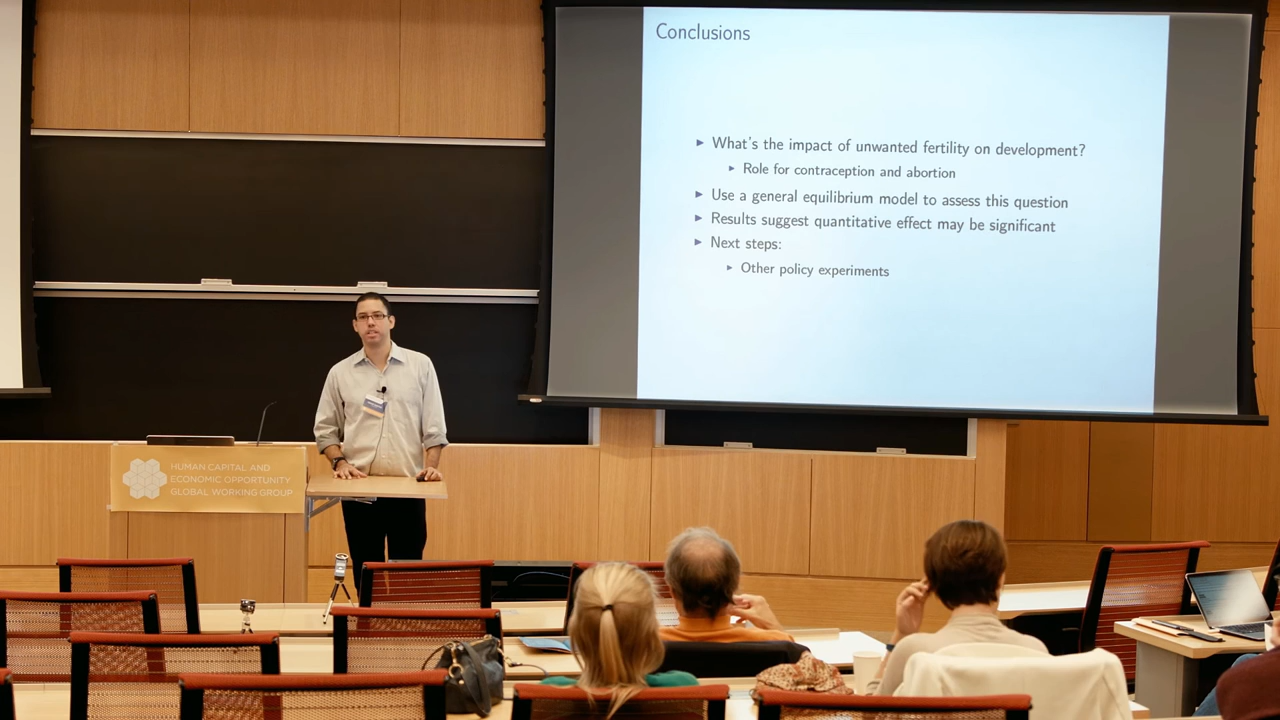 Conclusions
What's the impact of unwanted fertility on development?
Role for contraception and abortion
Use a general equilibrium model to assess this question
Results suggest quantitative effect may be significant
Next steps:
Other policy experiments
HUMAN CAPITAL AND
ECONOMIC OPPORTUNITY
GLOBAL WORKING GROUP